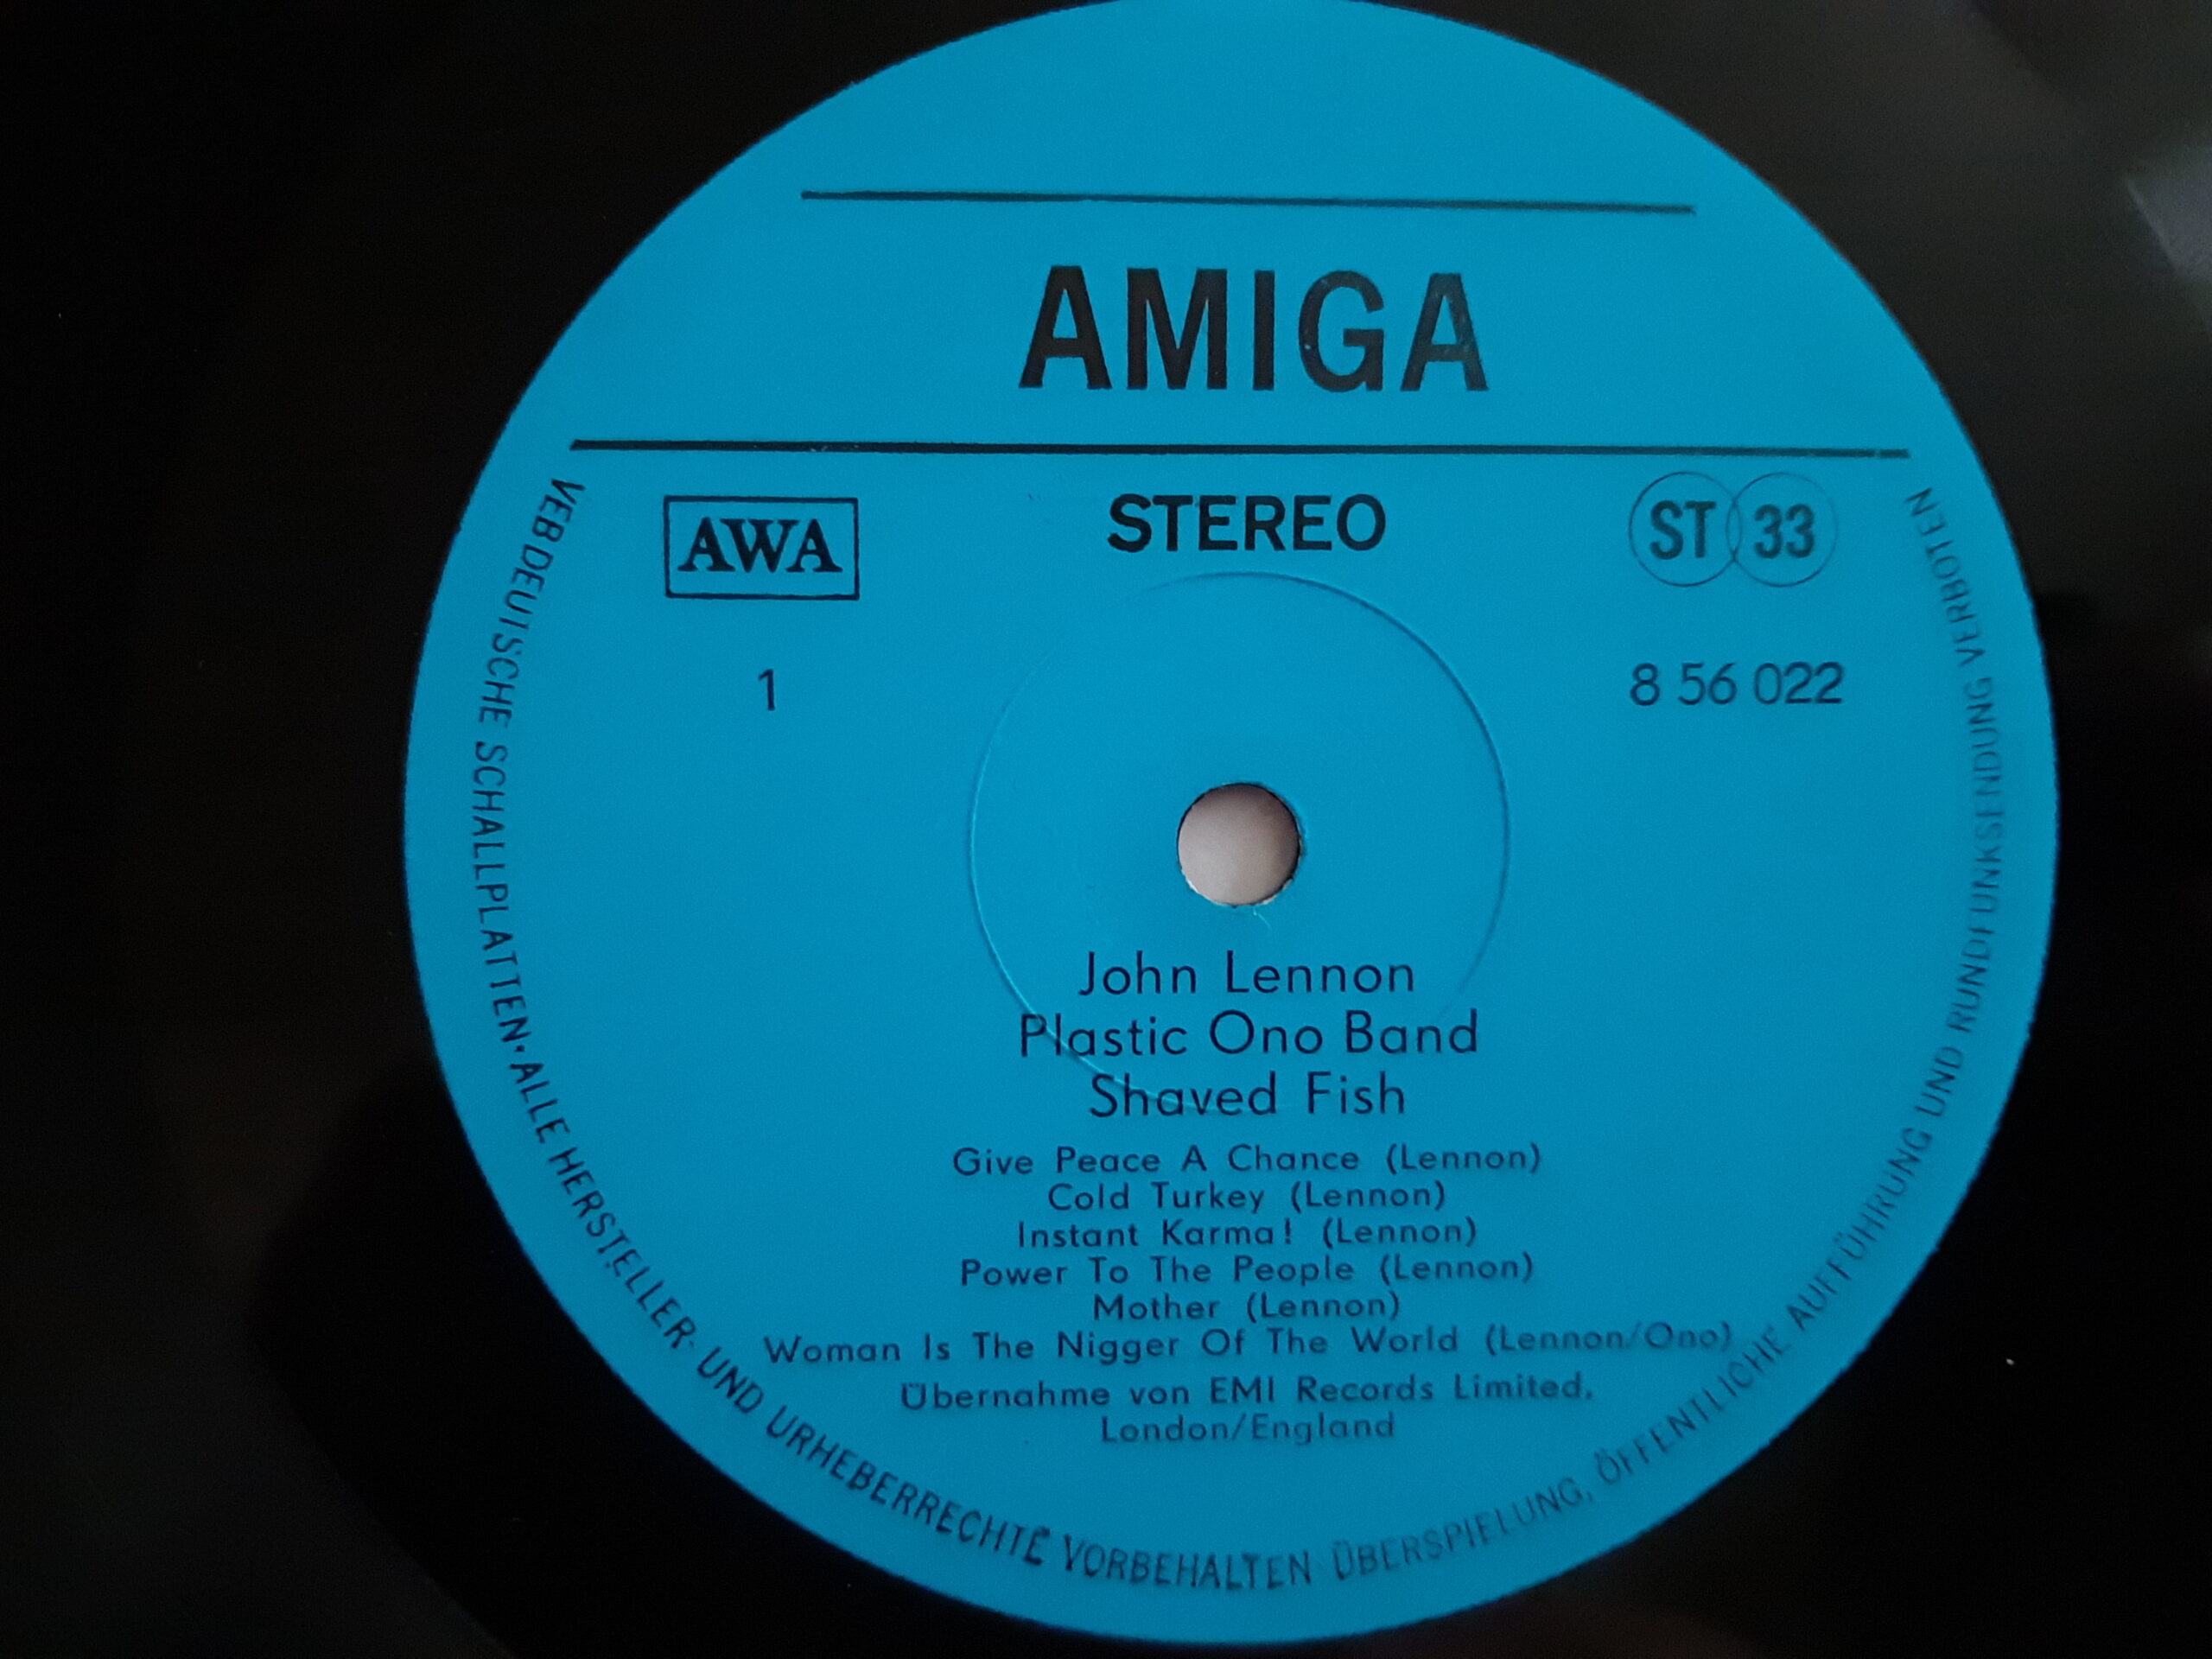 AMIGA
AWA
STEREO
ST 33
1
8 56 022
John Lennon
Plastic Ono Band
Shaved Fish
Give Peace A Chance (Lennon)
Cold Turkey (Lennon)
Instant Karma! (Lennon)
Power To The People (Lennon)
Mother (Lennon)
Woman Is The Nigger Of The World (Lennon/Ono)
Übernahme von EMI Records Limited,
London/England
VEB DEUTSCHE SCHALLPLATTEN · ALLE HERSTELLER- UND URHEBERRECHTE VORBEHALTEN ÜBERSPIELUNG, ÖFFENTLICHE AUFFÜHRUNG UND RUNDFUNKSENDUNG VERBOTEN